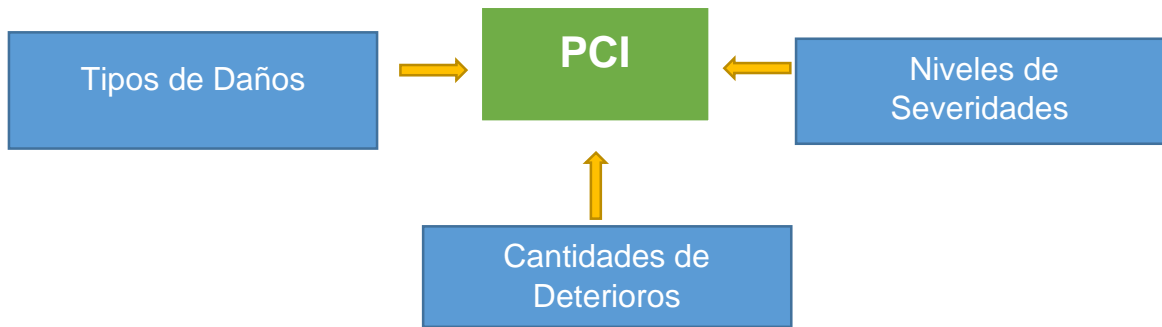 Tipos de Daños
PCI
Niveles de
Severidades
Cantidades de
Deterioros